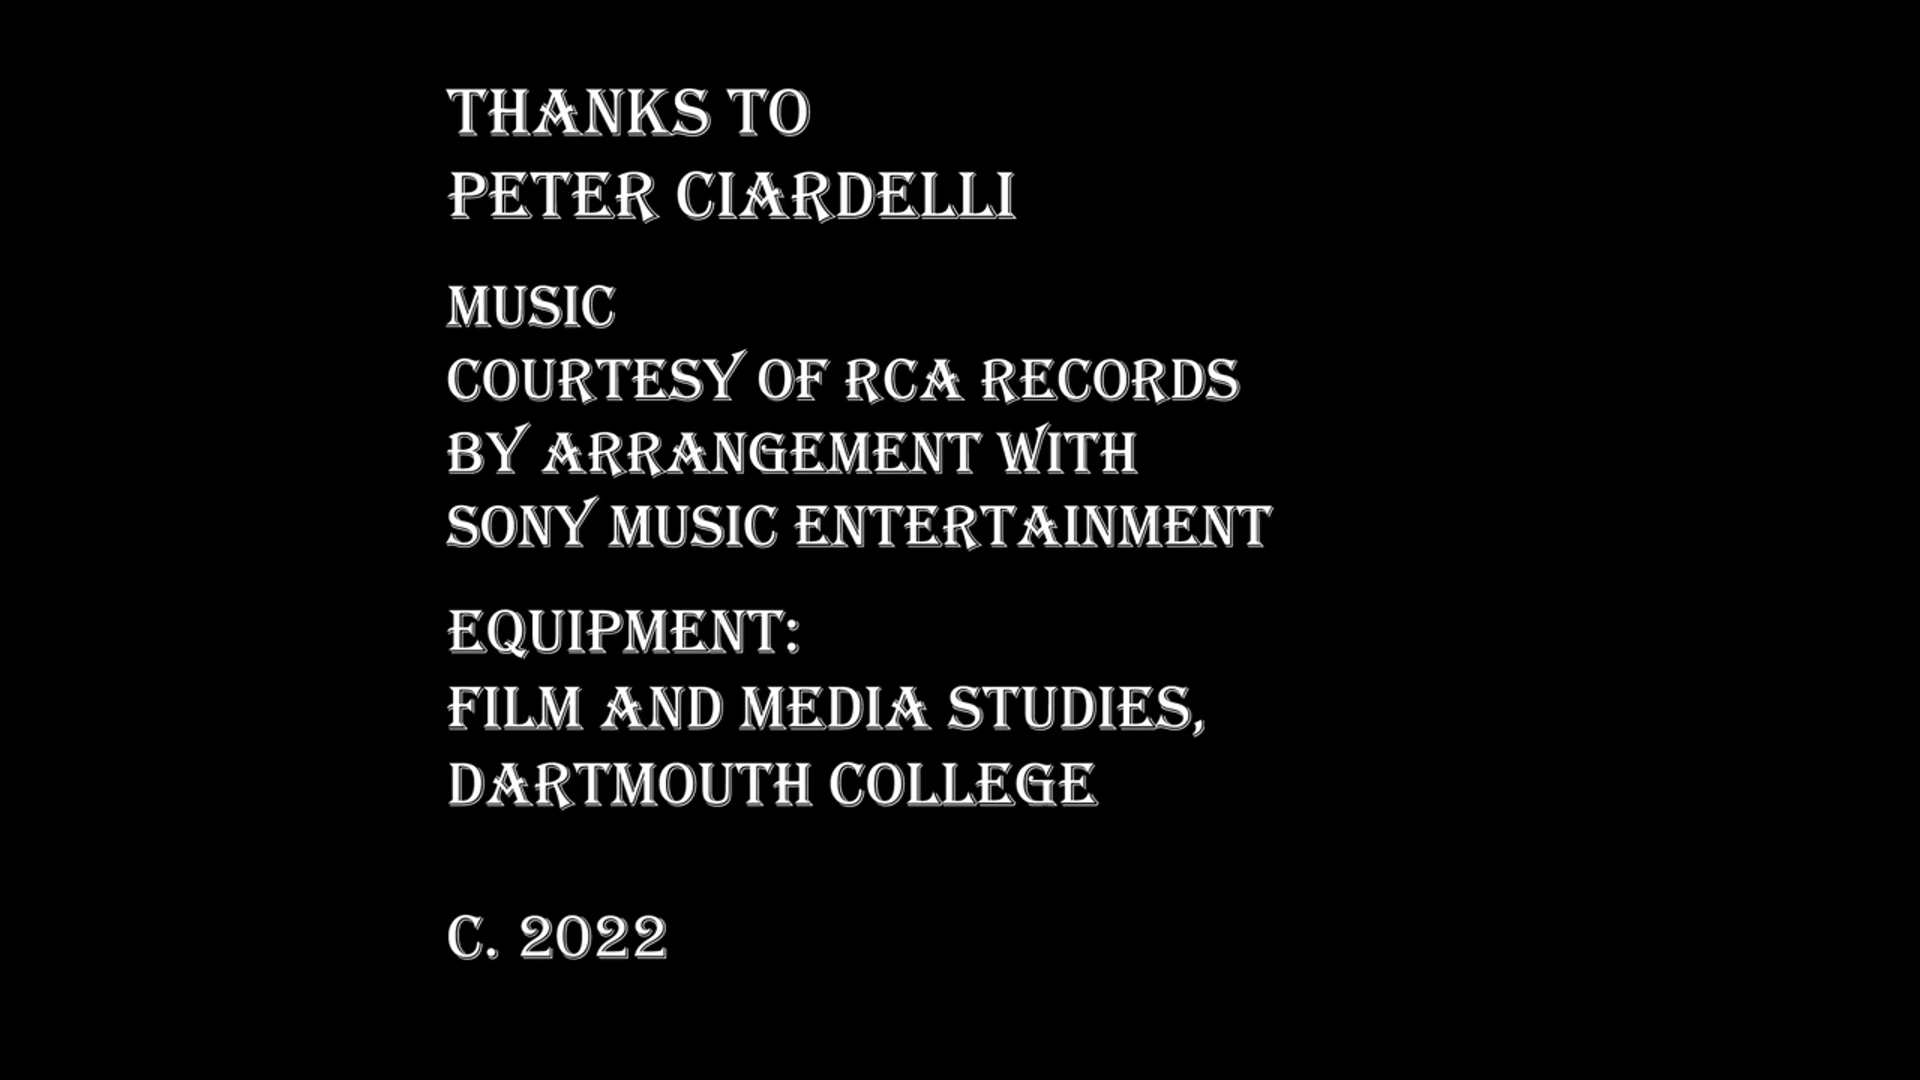 THANKS TO
PETER CIARDELLI
MUSIC
COURTESY OF RCA RECORDS
BY ARRANGEMENT WITH
SONY MUSIC ENTERTAINMENT
EQUIPMENT:
FILM AND MEDIA STUDIES,
DARTMOUTH COLLEGE
C. 2022